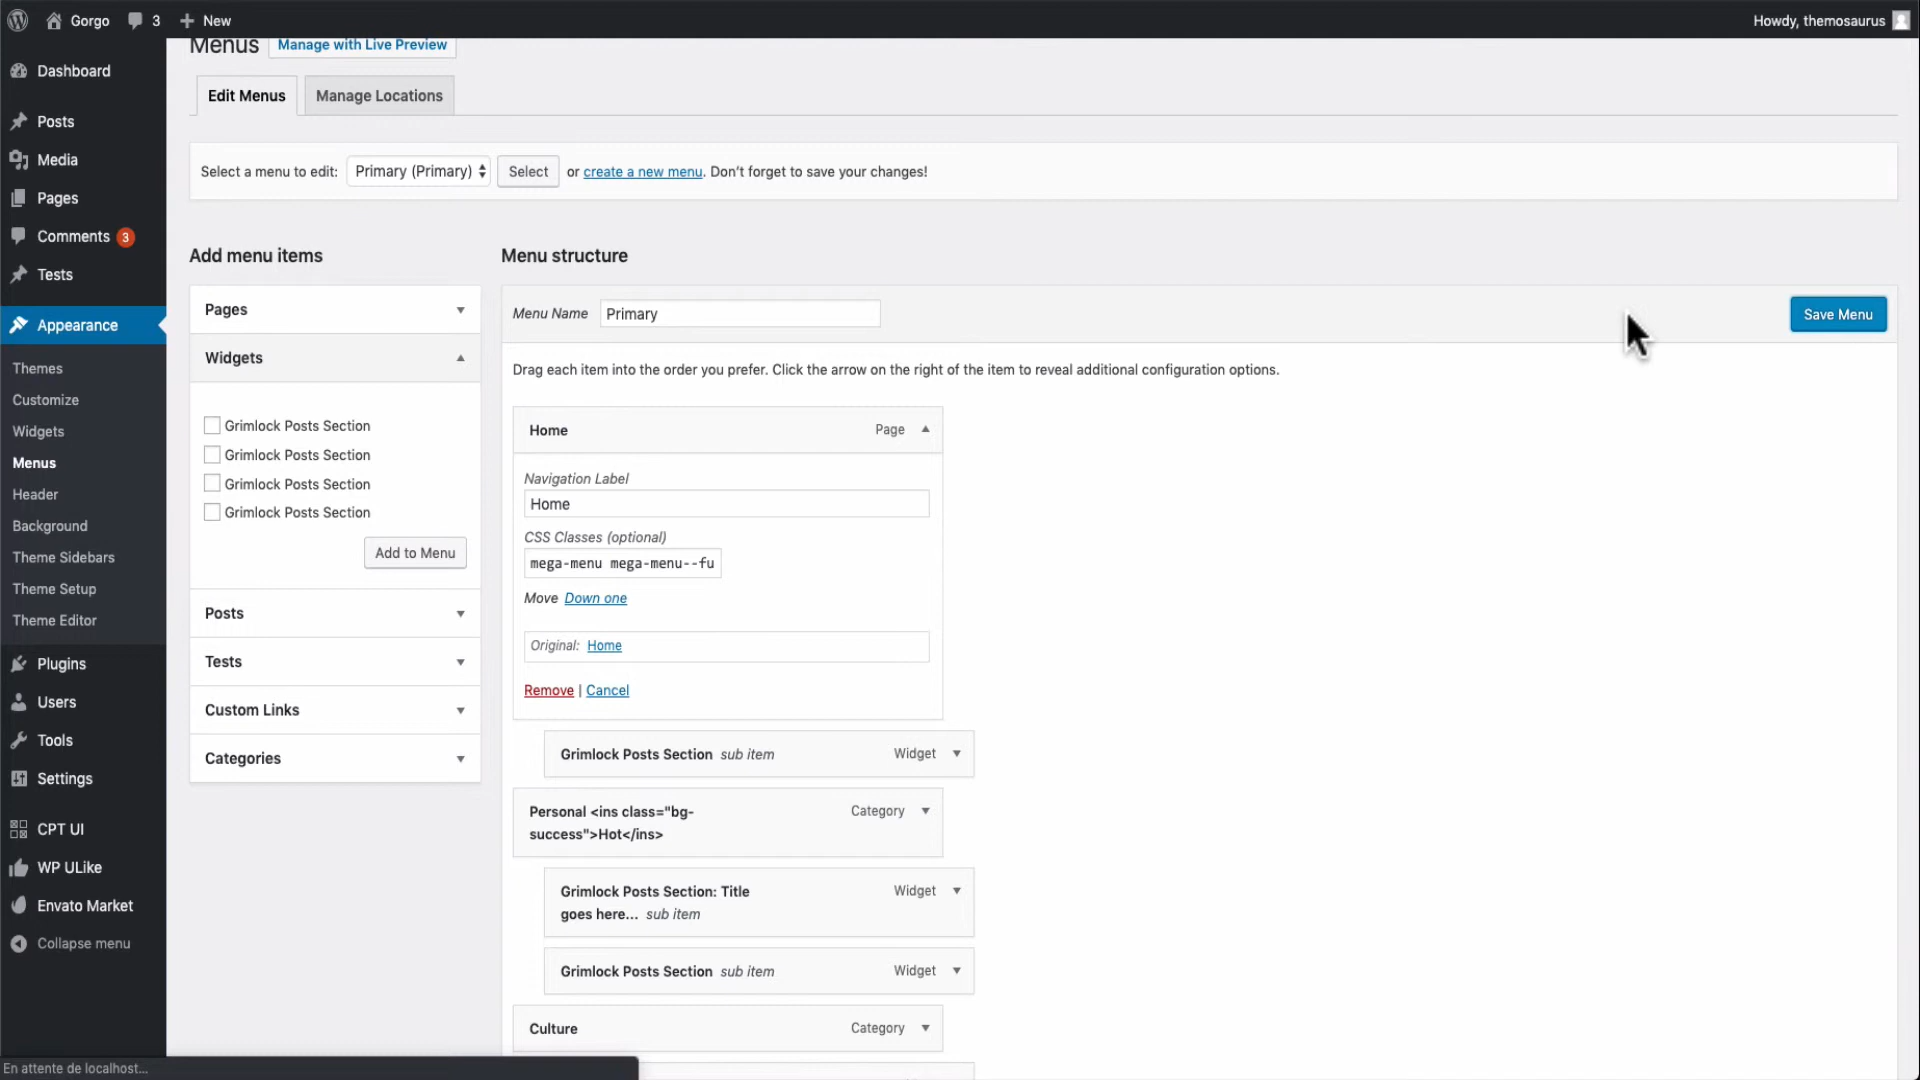 Gorgo 3 New Howdy, themosaurus
Dashboard
Posts
Media
Pages
Comments 3
Tests
Appearance
Themes
Customize
Widgets
Menus
Header
Background
Theme Sidebars
Theme Setup
Theme Editor
Plugins
Users
Tools
Settings
CPT UI
WP ULike
Envato Market
Collapse menu
Menus Manage with Live Preview
Edit Menus Manage Locations
Select a menu to edit: Primary (Primary) Select or create a new menu. Don't forget to save your changes!
Add menu items
Pages
Widgets
Grimlock Posts Section
Grimlock Posts Section
Grimlock Posts Section
Grimlock Posts Section
Add to Menu
Posts
Tests
Custom Links
Categories
Menu structure
Menu Name Primary Save Menu
Drag each item into the order you prefer. Click the arrow on the right of the item to reveal additional configuration options.
Home Page
Navigation Label
Home
CSS Classes (optional)
mega-menu mega-menu--fu
Move Down one
Original: Home
Remove | Cancel
Grimlock Posts Section sub item Widget
Personal <ins class="bg- Category
success">Hot</ins>
Grimlock Posts Section: Title Widget
goes here... sub item
Grimlock Posts Section sub item Widget
Culture Category
En attente de localhost...